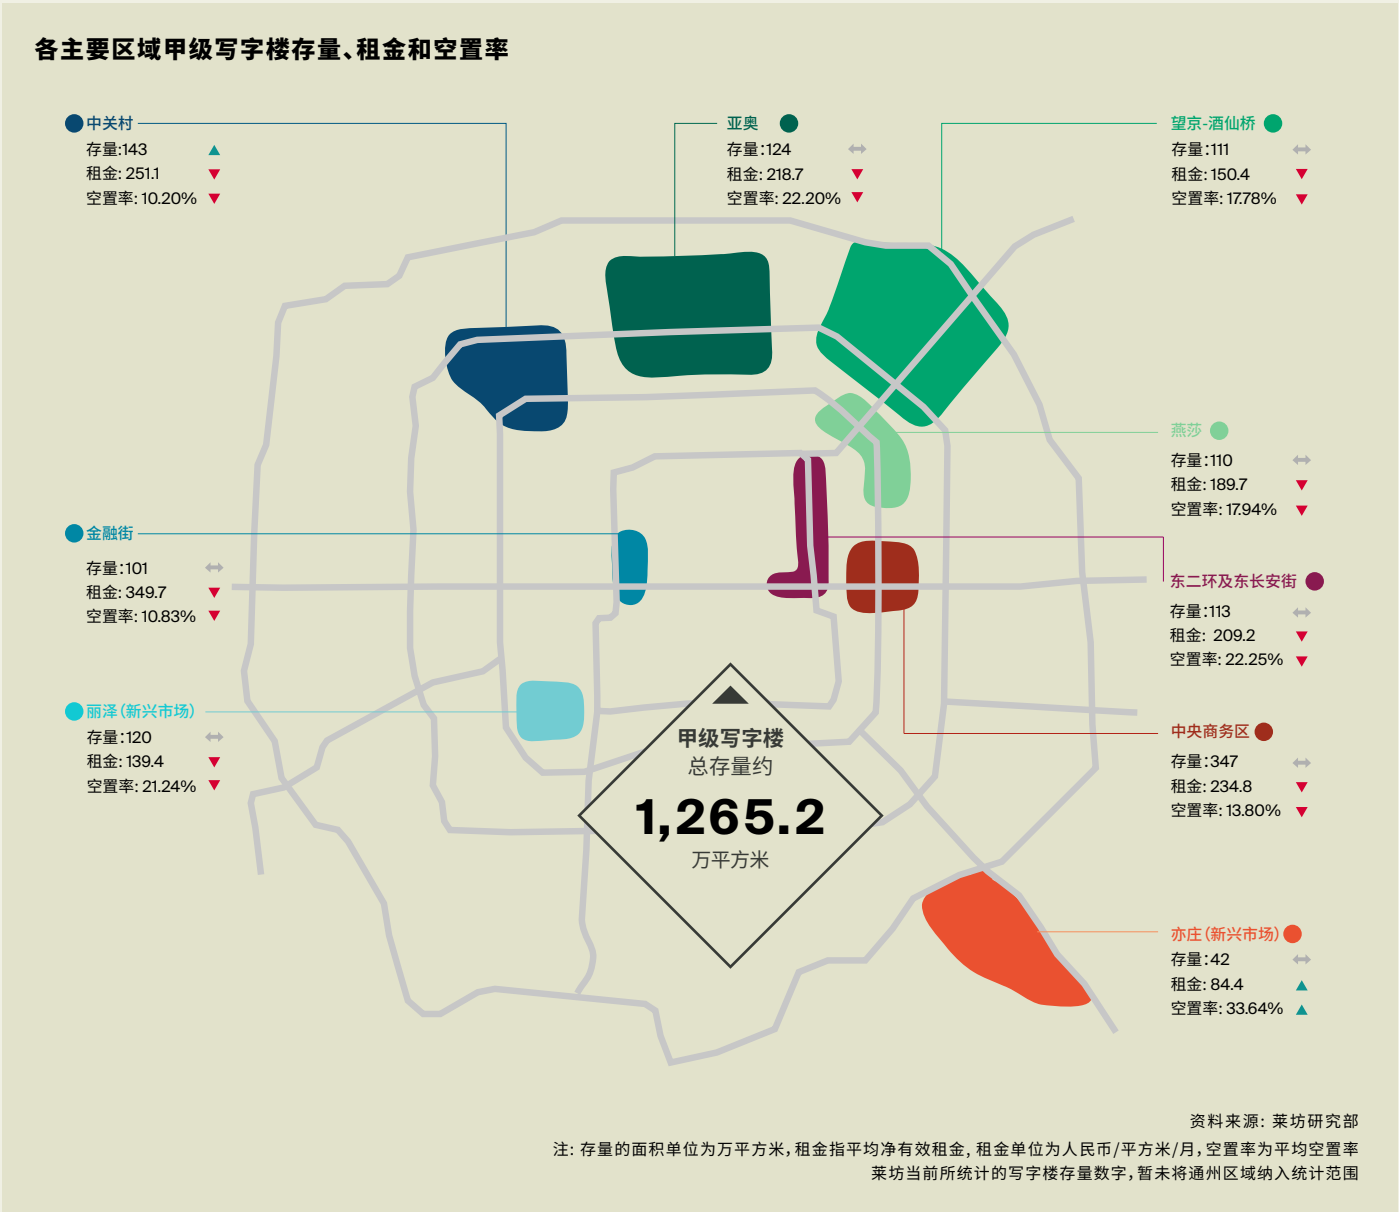 各主要区域甲级写字楼存量、租金和空置率
中关村
存量:143
租金: 251.1
空置率: 10.20%
亚奥
存量:124
租金: 218.7
空置率: 22.20%
望京-酒仙桥
存量:111
租金: 150.4
空置率: 17.78%
燕莎
存量:110
租金: 189.7
空置率: 17.94%
金融街
存量:101
租金: 349.7
空置率: 10.83%
东二环及东长安街
存量:113
租金: 209.2
空置率: 22.25%
丽泽(新兴市场)
存量:120
租金: 139.4
空置率: 21.24%
中央商务区
存量:347
租金: 234.8
空置率: 13.80%
甲级写字楼
总存量约
1,265.2
万平方米
亦庄(新兴市场)
存量:42
租金: 84.4
空置率: 33.64%
资料来源: 莱坊研究部
注: 存量的面积单位为万平方米,租金指平均净有效租金, 租金单位为人民币/平方米/月,空置率为平均空置率
莱坊当前所统计的写字楼存量数字,暂未将通州区域纳入统计范围